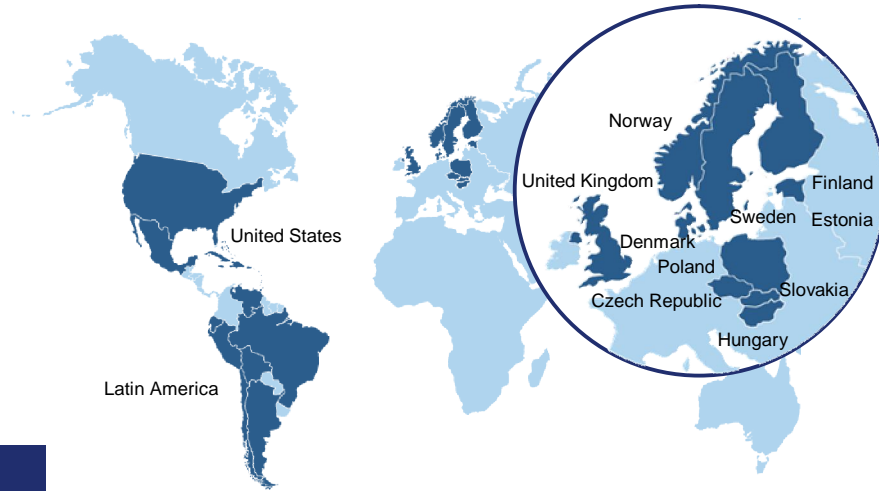 Norway
United Kingdom
Finland
Sweden
Estonia
United States
Denmark
Poland
Slovakia
Czech Republic
Hungary
Latin America